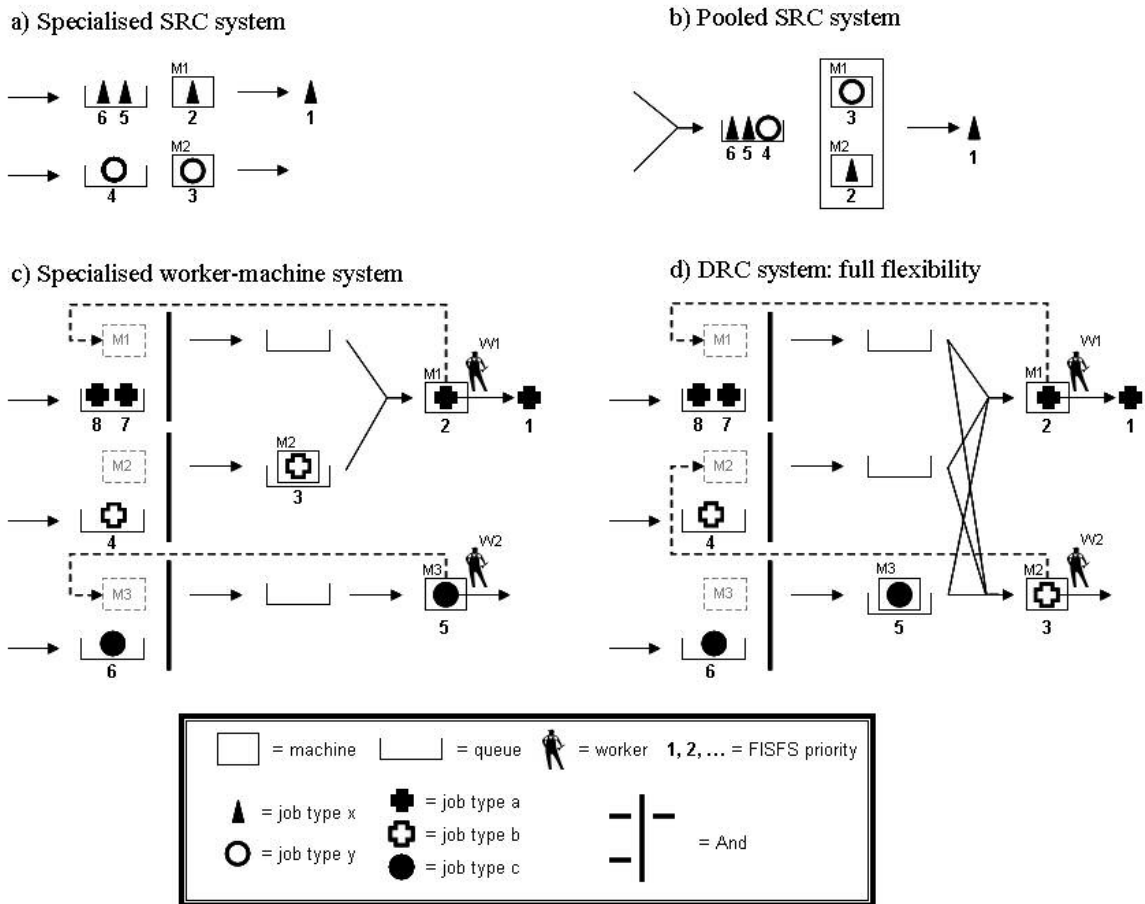 a) Specialised SRC system
M1
6 5 2 1
M2
4 3
b) Pooled SRC system
M1
3
6 5 4 1
M2
2
c) Specialised worker-machine system
M1
W1
M1
8 7 2 1
M2
M2
3
4
W2
M3
M3
5
6
d) DRC system: full flexibility
M1
W1
M1
8 7 2 1
M2
4
W2
M3
M3
M2
5 3
6
= machine = queue = worker 1, 2, ... = FISFS priority
= job type x = job type a
= job type b = And
= job type y
= job type c